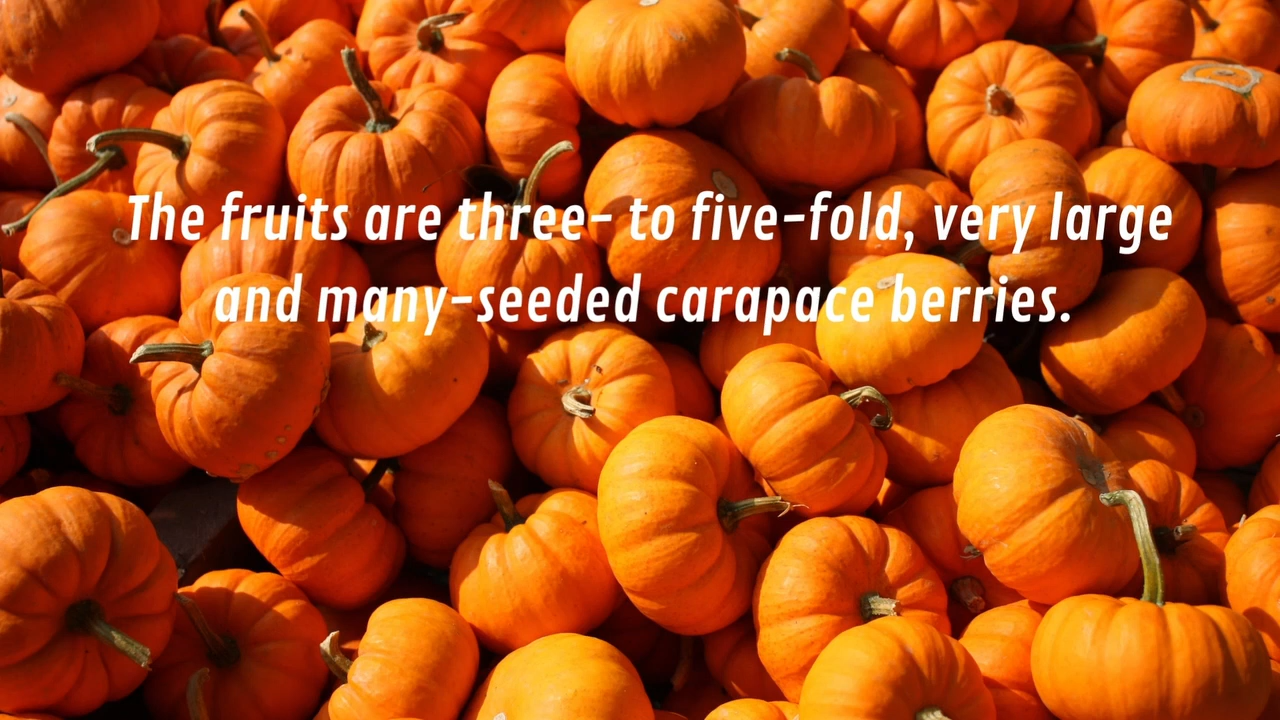 The fruits are three- to five-fold, very large
and many-seeded carapace berries.